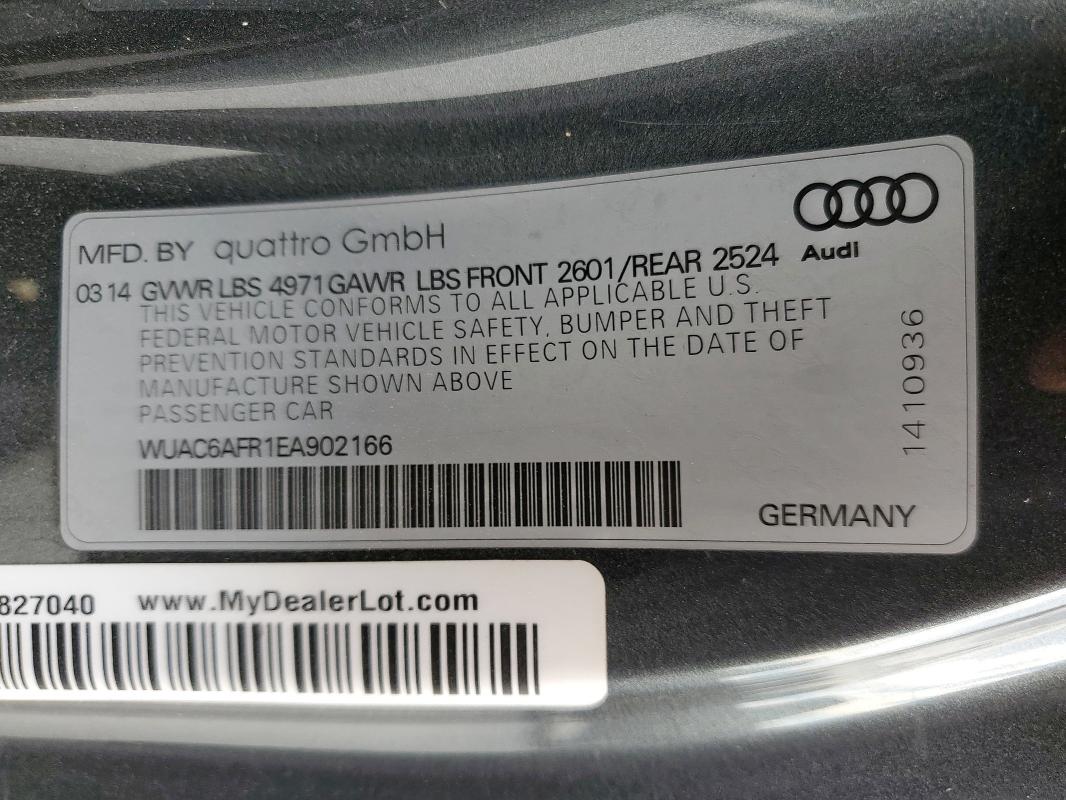 MFD. BY quattro GmbH
Audi
0314 GVWR LBS 4971 GAWR LBS FRONT 2601/REAR 2524
THIS VEHICLE CONFORMS TO ALL APPLICABLE U.S.
FEDERAL MOTOR VEHICLE SAFETY, BUMPER AND THEFT
PREVENTION STANDARDS IN EFFECT ON THE DATE OF
MANUFACTURE SHOWN ABOVE
PASSENGER CAR
WUAC6AFR1EA902166
1410936
GERMANY
827040 www.MyDealerLot.com